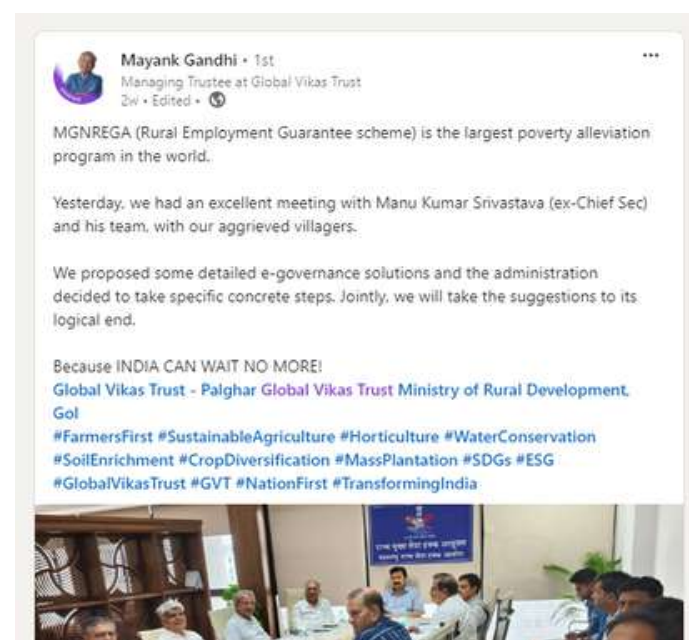 Mayank Gandhi • 1st
Managing Trustee at Global Vikas Trust
2w • Edited •
MGNREGA (Rural Employment Guarantee scheme) is the largest poverty alleviation
program in the world.
Yesterday, we had an excellent meeting with Manu Kumar Srivastava (ex-Chief Sec)
and his team, with our aggrieved villagers.
We proposed some detailed e-governance solutions and the administration
decided to take specific concrete steps. Jointly, we will take the suggestions to its
logical end.
Because INDIA CAN WAIT NO MORE!
Global Vikas Trust - Palghar Global Vikas Trust Ministry of Rural Development,
GoI
#FarmersFirst #SustainableAgriculture #Horticulture #WaterConservation
#SoilEnrichment #CropDiversification #MassPlantation #SDGs #ESG
#GlobalVikasTrust #GVT #NationFirst #TransformingIndia
राज्य मुख्य सेवा हक्क आयुक्त